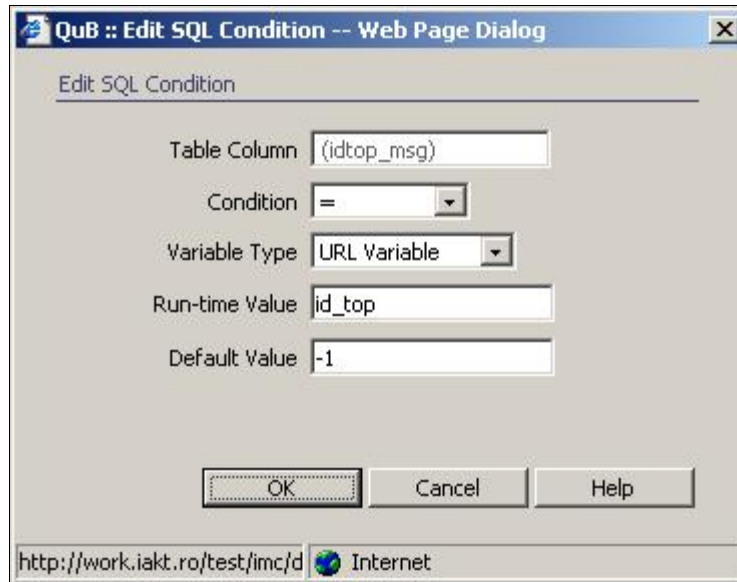 QuB :: Edit SQL Condition -- Web Page Dialog
Edit SQL Condition
Table Column (idtop_msg)
Condition =
Variable Type URL Variable
Run-time Value id_top
Default Value -1
OK Cancel Help
http://work.iakt.ro/test/imc/d Internet